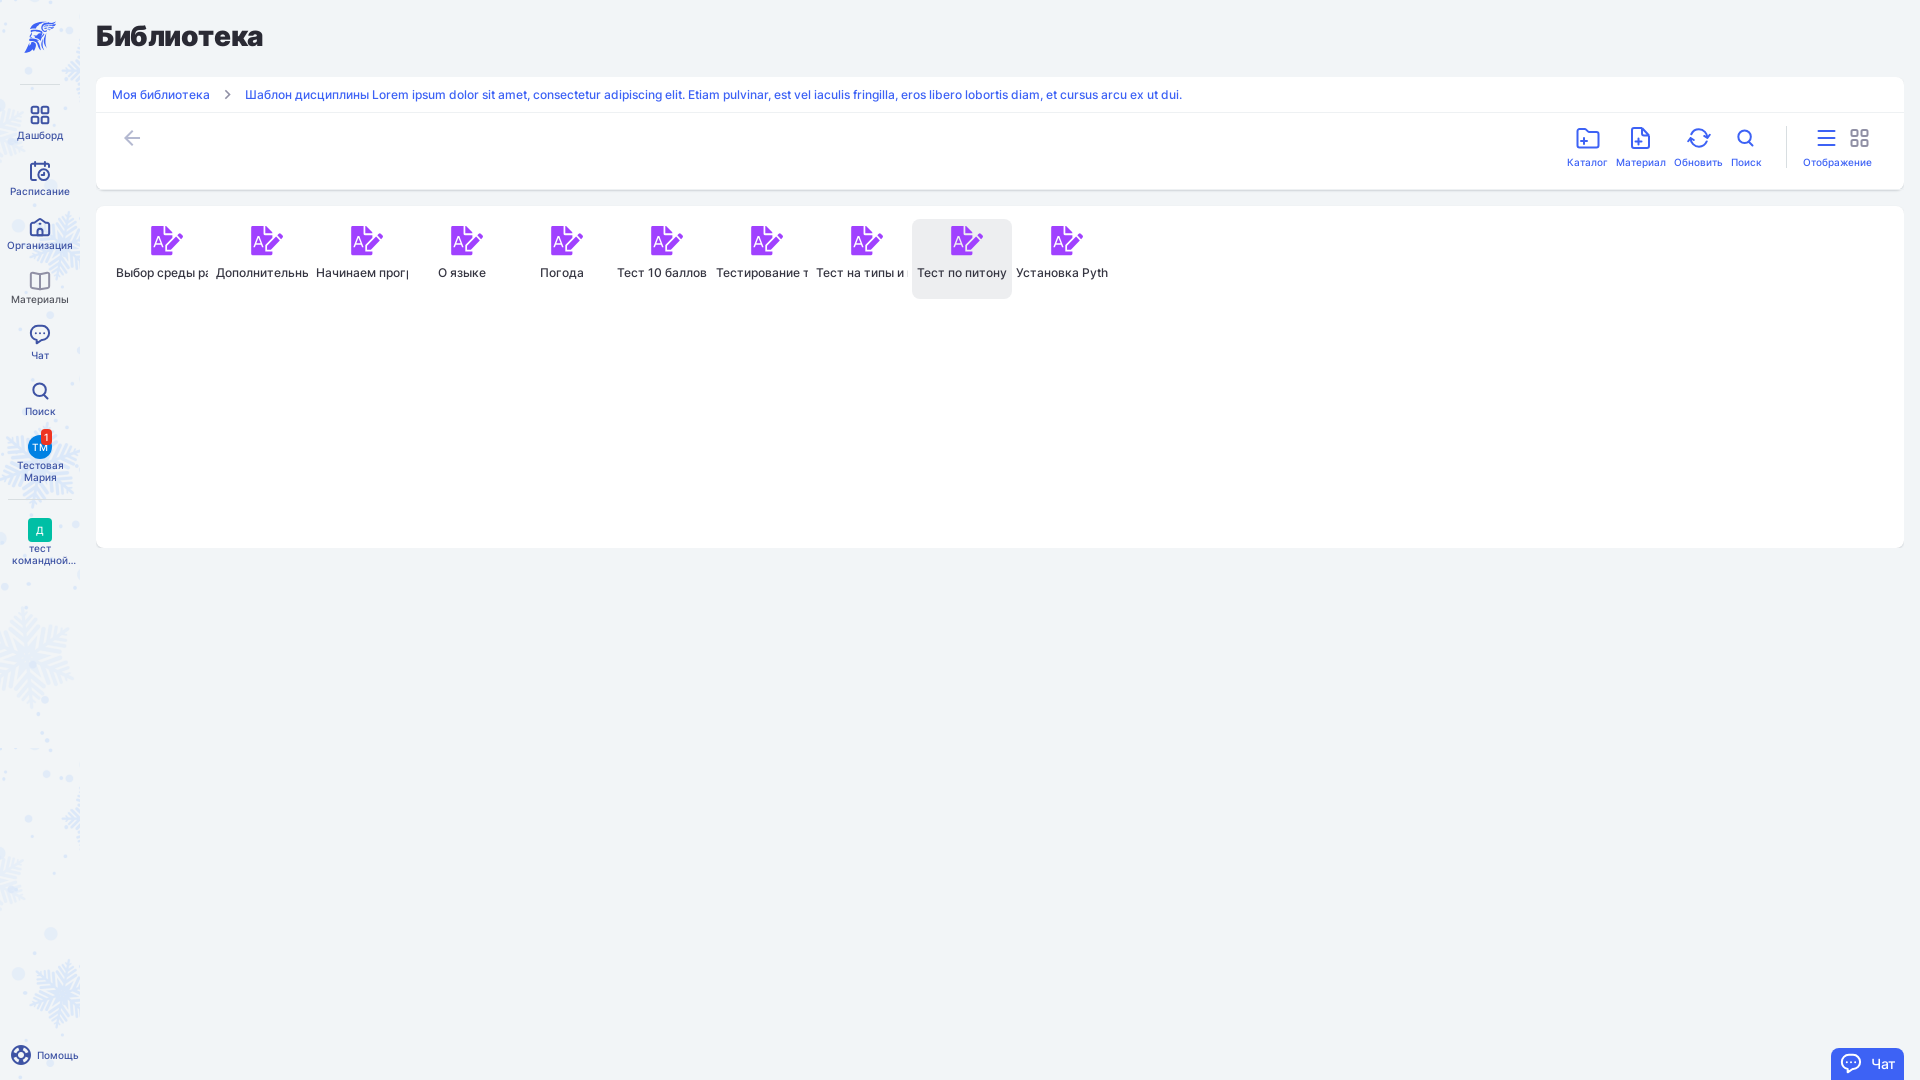 Библиотека
Моя библиотека
Шаблон дисциплины Lorem ipsum dolor sit amet, consectetur adipiscing elit. Etiam pulvinar, est vel iaculis fringilla, eros libero lobortis diam, et cursus arcu ex ut dui.
Каталог
Материал
Обновить
Поиск
Отображение
Выбор среды ра
Дополнительны
Начинаем прогр
О языке
Погода
Тест 10 баллов
Тестирование т
Тест на типы и
Тест по питону
Установка Pyth
Дашборд
Расписание
Организация
Материалы
Чат
Поиск
ТМ
1
Тестовая
Мария
Д
тест
командной...
Помощь
Чат